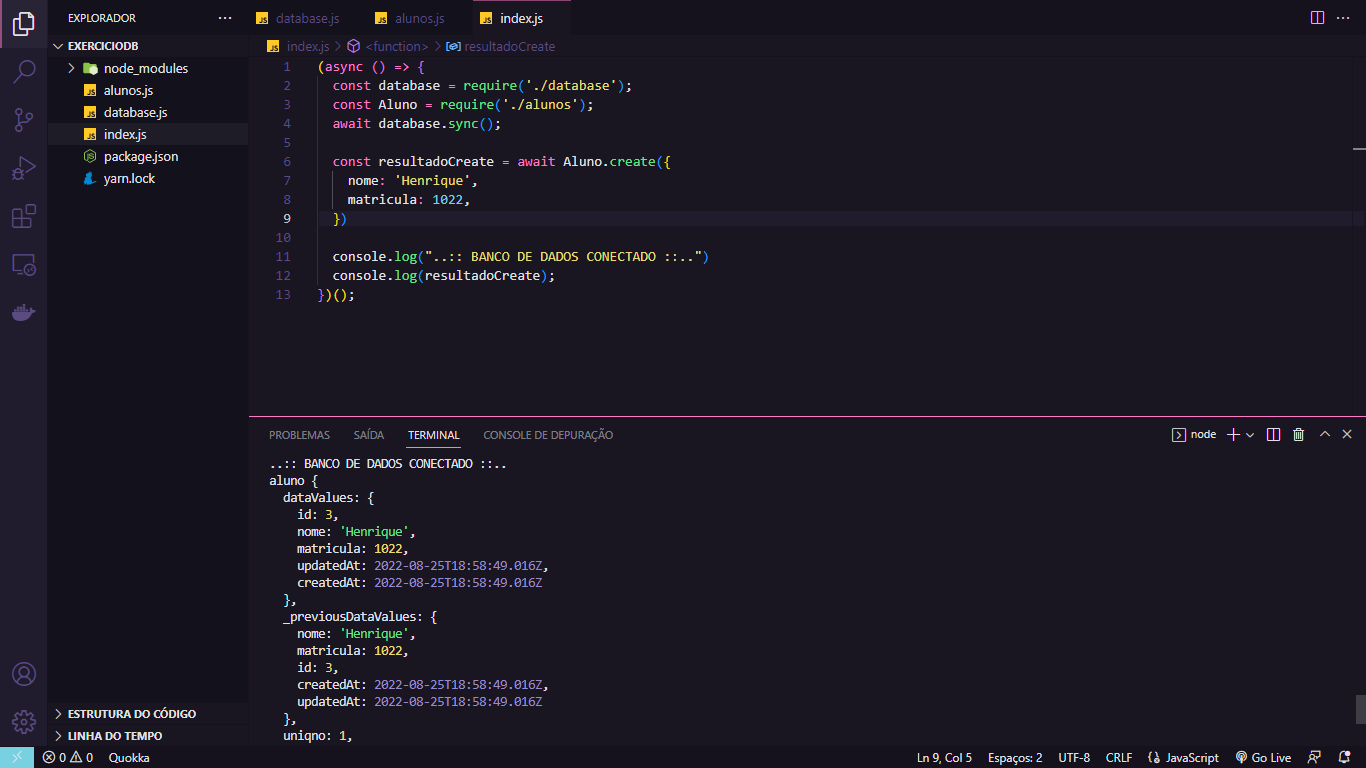 EXPLORADOR
EXERCICIODB
node_modules
alunos.js
database.js
index.js
package.json
yarn.lock
ESTRUTURA DO CÓDIGO
LINHA DO TEMPO
database.js alunos.js index.js
index.js > <function> > resultadoCreate
1 (async () => {
2 const database = require('./database');
3 const Aluno = require('./alunos');
4 await database.sync();
5
6 const resultadoCreate = await Aluno.create({
7 nome: 'Henrique',
8 matricula: 1022,
9 })
10
11 console.log("..:: BANCO DE DADOS CONECTADO ::..")
12 console.log(resultadoCreate);
13 })();
PROBLEMAS SAÍDA TERMINAL CONSOLE DE DEPURAÇÃO
node
..:: BANCO DE DADOS CONECTADO ::..
aluno {
dataValues: {
id: 3,
nome: 'Henrique',
matricula: 1022,
updatedAt: 2022-08-25T18:58:49.016Z,
createdAt: 2022-08-25T18:58:49.016Z
},
_previousDataValues: {
nome: 'Henrique',
matricula: 1022,
id: 3,
createdAt: 2022-08-25T18:58:49.016Z,
updatedAt: 2022-08-25T18:58:49.016Z
},
uniqno: 1,
0 0 Quokka Ln 9, Col 5 Espaços: 2 UTF-8 CRLF JavaScript Go Live